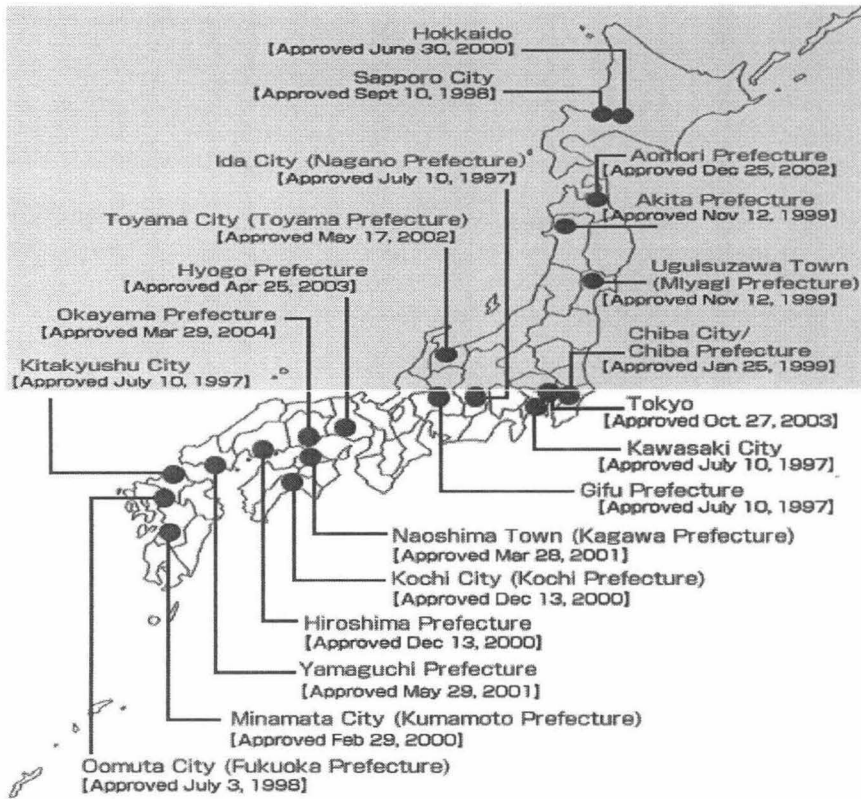 Hokkaido
[Approved June 30, 2000]
Sapporo City
[Approved Sept 10, 1998]
Ida City (Nagano Prefecture)
[Approved July 10, 1997]
Aomori Prefecture
[Approved Dec 25, 2002]
Toyama City (Toyama Prefecture)
[Approved May 17, 2002]
Akita Prefecture
[Approved Nov 12, 1999]
Hyogo Prefecture
[Approved Apr 25, 2003]
Uguisuzawa Town
(Miyagi Prefecture)
[Approved Nov 12, 1999]
Okayama Prefecture
[Approved Mar 29, 2004]
Chiba City/
Chiba Prefecture
[Approved Jan 25, 1999]
Kitakyushu City
[Approved July 10, 1997]
Tokyo
[Approved Oct. 27, 2003]
Kawasaki City
[Approved July 10, 1997]
Gifu Prefecture
[Approved July 10, 1997]
Naoshima Town (Kagawa Prefecture)
[Approved Mar 28, 2001]
Kochi City (Kochi Prefecture)
[Approved Dec 13, 2000]
Hiroshima Prefecture
[Approved Dec 13, 2000]
Yamaguchi Prefecture
[Approved May 29, 2001]
Minamata City (Kumamoto Prefecture)
[Approved Feb 29, 2000]
Oomuta City (Fukuoka Prefecture)
[Approved July 3, 1998]